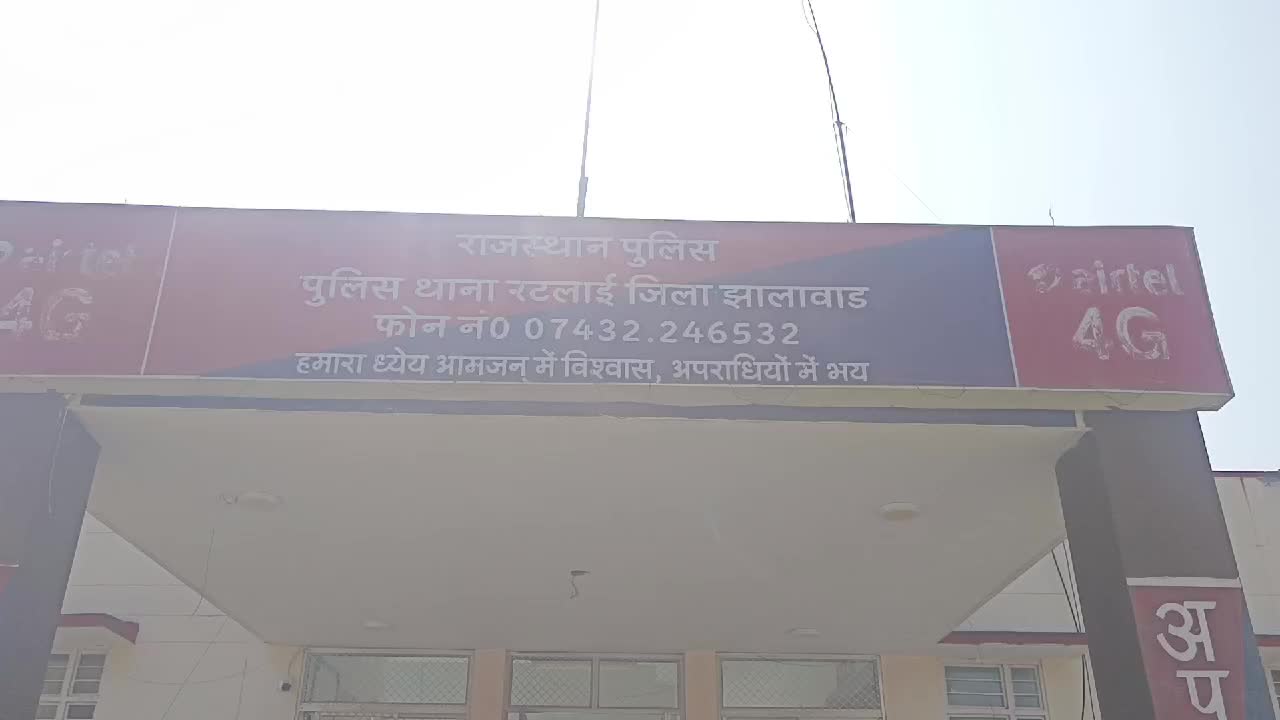 राजस्थान पुलिस
पुलिस थाना रटलाई जिला झालावाड
फोन नं0 07432.246532
हमारा ध्येय आमजन में विश्वास, अपराधियों में भय
airtel
4G
airtel
4G
अ
प